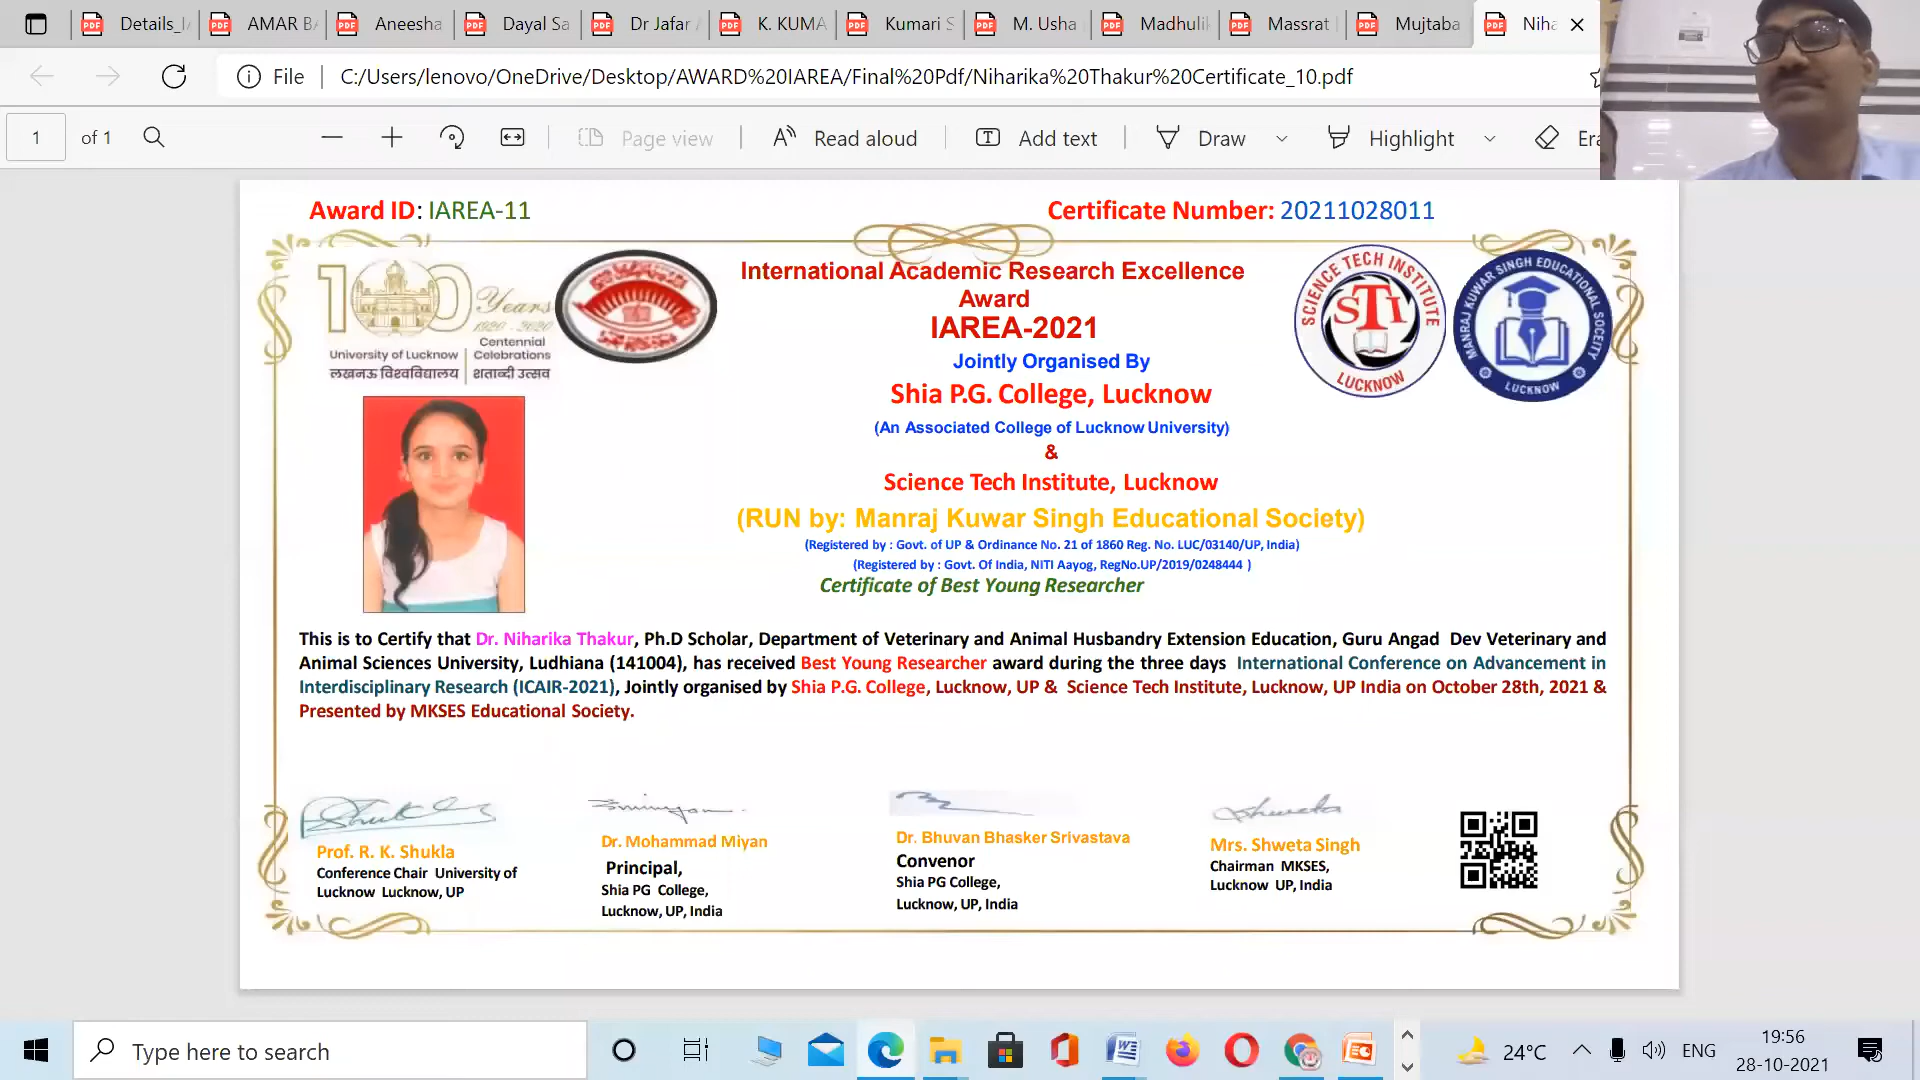 Details_I
AMAR BA
Aneesha
Dayal Sa
Dr Jafar
K. KUMA
Kumari S
M. Usha
Madhulik
Massrat
Mujtaba
Niha
File
C:/Users/lenovo/OneDrive/Desktop/AWARD%20IAREA/Final%20Pdf/Niharika%20Thakur%20Certificate_10.pdf
1 of 1
Page view
Read aloud
Add text
Draw
Highlight
Era
Award ID: IAREA-11
Certificate Number: 20211028011
100 Years
1920 - 2020
University of Lucknow
लखनऊ विश्वविद्यालय
Centennial
Celebrations
शताब्दी उत्सव
International Academic Research Excellence
Award
IAREA-2021
Jointly Organised By
Shia P.G. College, Lucknow
(An Associated College of Lucknow University)
&
Science Tech Institute, Lucknow
(RUN by: Manraj Kuwar Singh Educational Society)
(Registered by : Govt. of UP & Ordinance No. 21 of 1860 Reg. No. LUC/03140/UP, India)
(Registered by : Govt. Of India, NITI Aayog, RegNo.UP/2019/0248444 )
Certificate of Best Young Researcher
SCIENCE TECH INSTITUTE
STI
LUCKNOW
MANRAJ KUWAR SINGH EDUCATIONAL SOCEITY
LUCKNOW
This is to Certify that Dr. Niharika Thakur, Ph.D Scholar, Department of Veterinary and Animal Husbandry Extension Education, Guru Angad Dev Veterinary and
Animal Sciences University, Ludhiana (141004), has received Best Young Researcher award during the three days International Conference on Advancement in
Interdisciplinary Research (ICAIR-2021), Jointly organised by Shia P.G. College, Lucknow, UP & Science Tech Institute, Lucknow, UP India on October 28th, 2021 &
Presented by MKSES Educational Society.
Prof. R. K. Shukla
Conference Chair University of
Lucknow Lucknow, UP
Dr. Mohammad Miyan
Principal,
Shia PG College,
Lucknow, UP, India
Dr. Bhuvan Bhasker Srivastava
Convenor
Shia PG College,
Lucknow, UP, India
Shweta
Mrs. Shweta Singh
Chairman MKSES,
Lucknow UP, India
Type here to search
24°C
ENG
19:56
28-10-2021